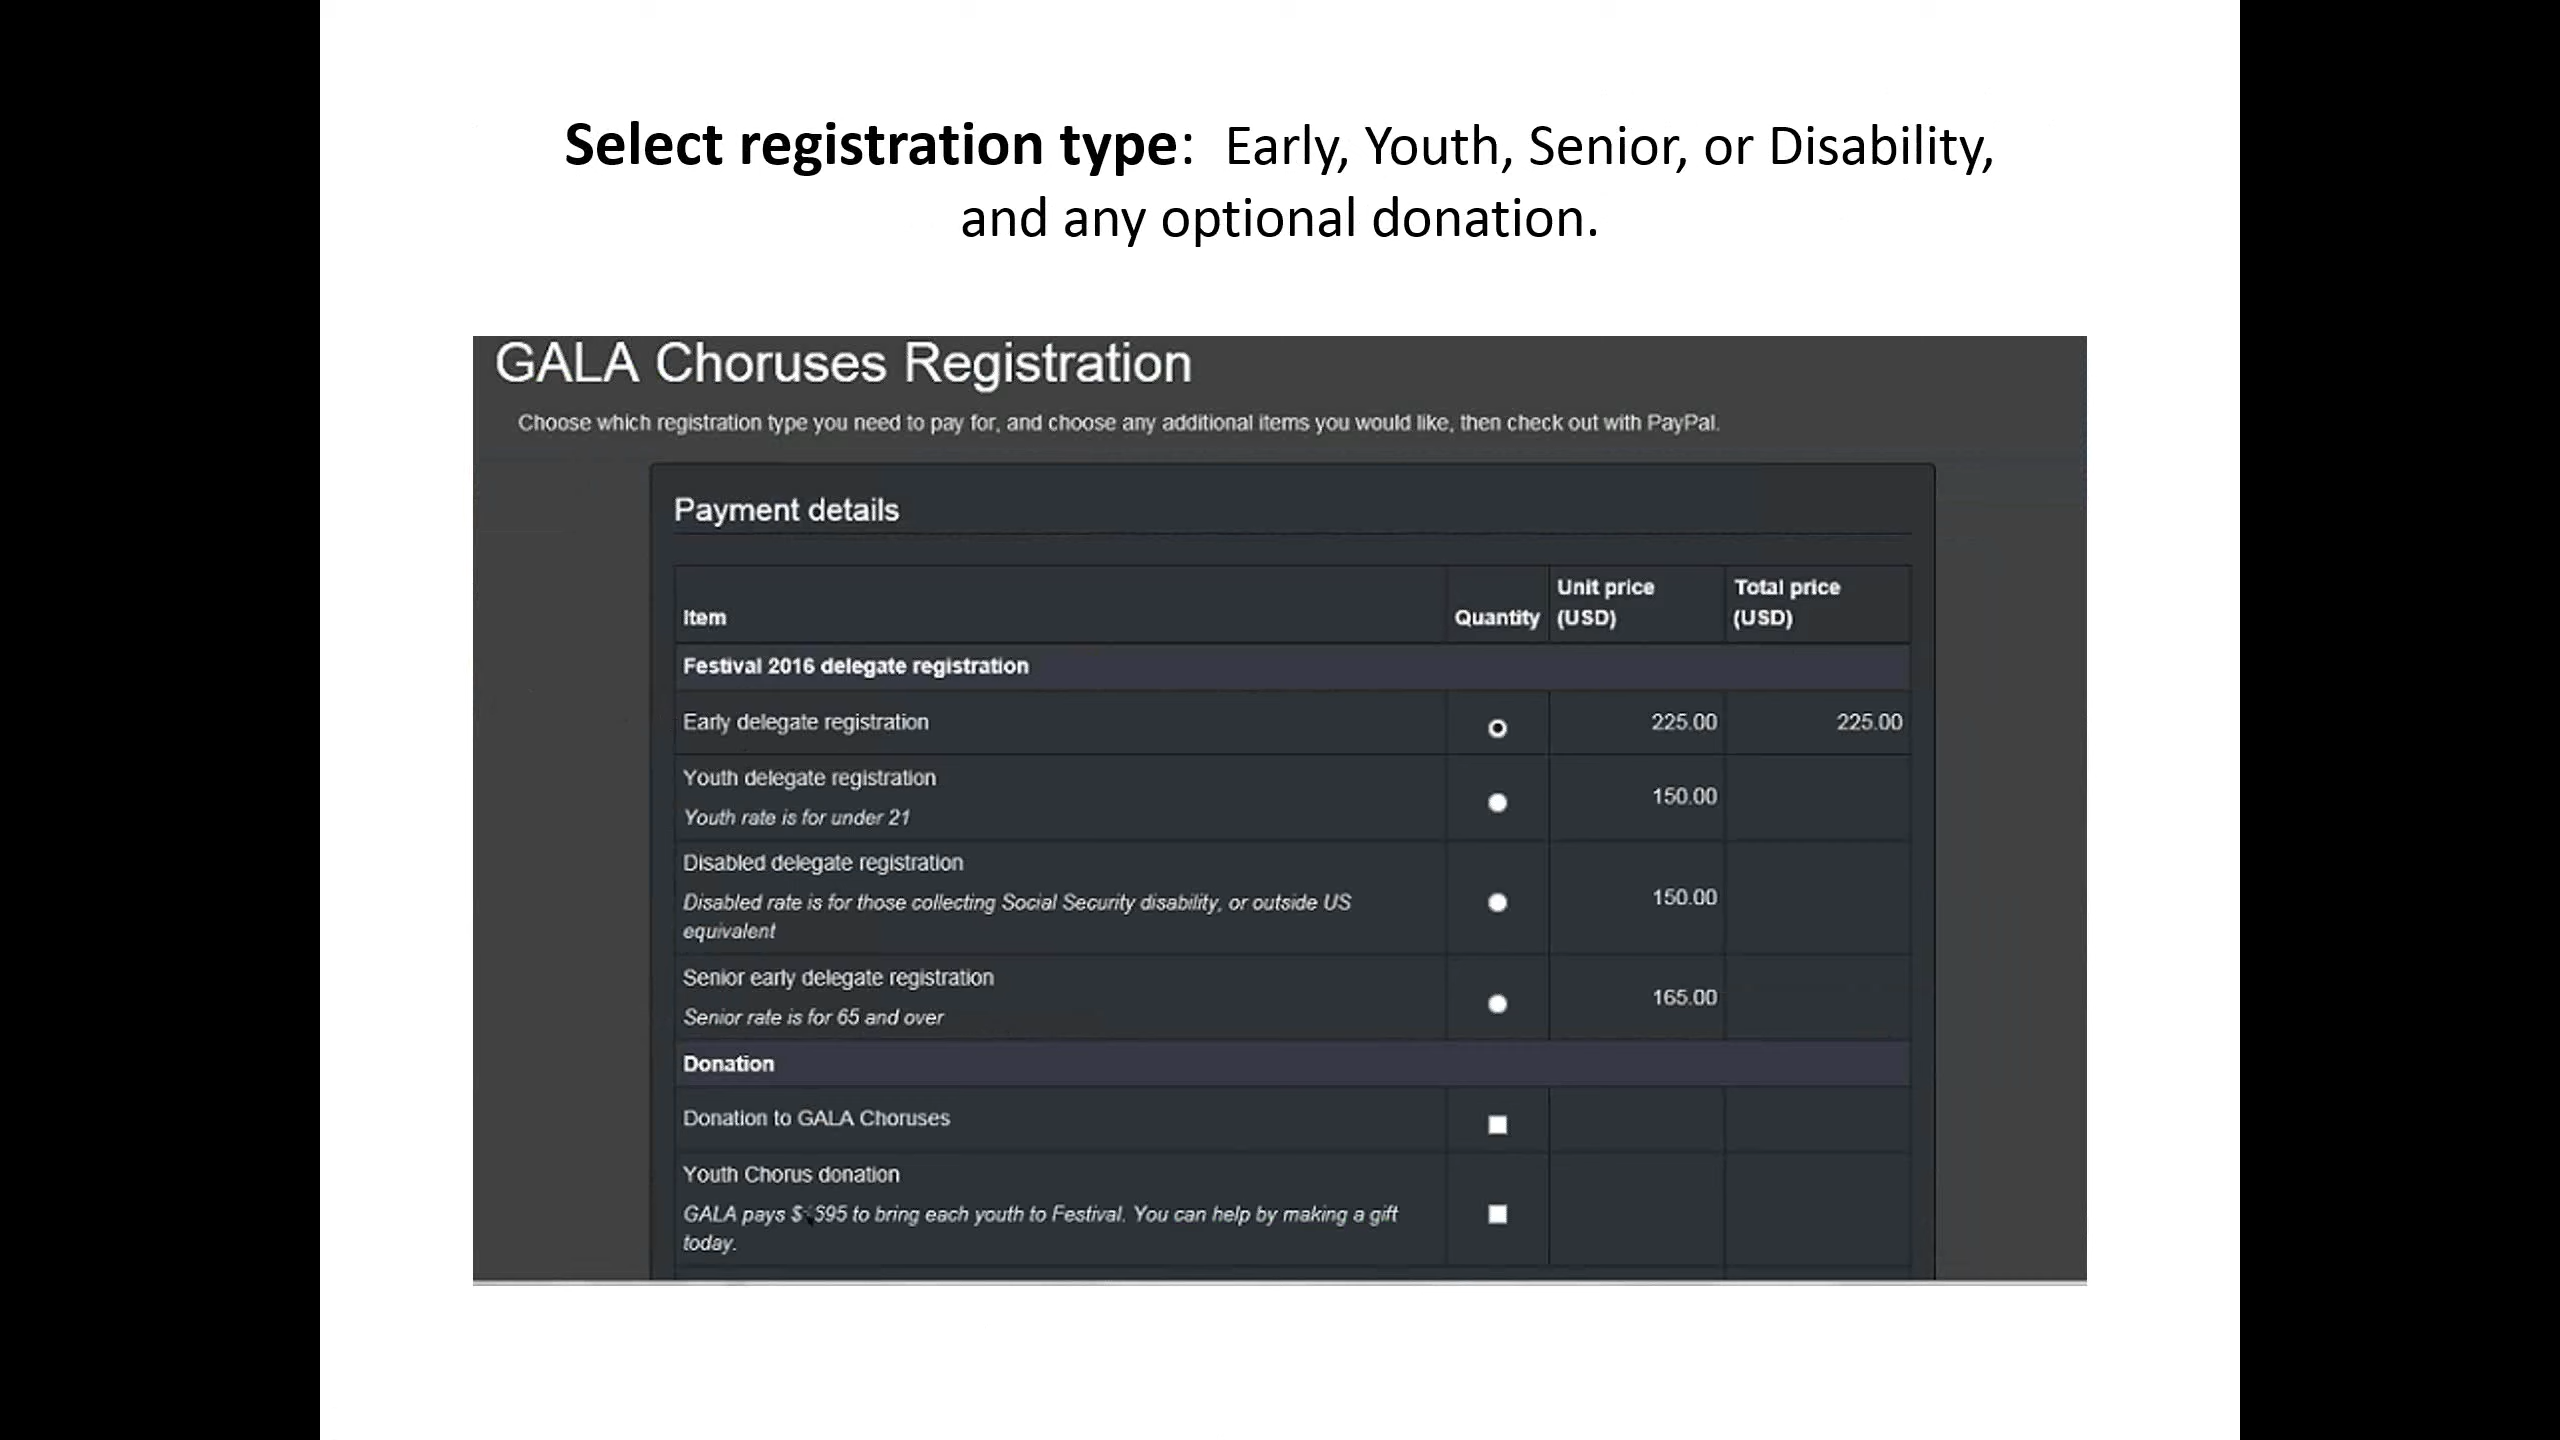 Select registration type:  Early, Youth, Senior, or Disability,
and any optional donation.
GALA Choruses Registration
Choose which registration type you need to pay for, and choose any additional items you would like, then check out with PayPal.
Payment details
Item Quantity Unit price (USD) Total price (USD)
Festival 2016 delegate registration
Early delegate registration 225.00 225.00
Youth delegate registration
Youth rate is for under 21
150.00
Disabled delegate registration
Disabled rate is for those collecting Social Security disability, or outside US
equivalent
150.00
Senior early delegate registration
Senior rate is for 65 and over
165.00
Donation
Donation to GALA Choruses
Youth Chorus donation
GALA pays to bring each youth to Festival. You can help by making a gift
today.